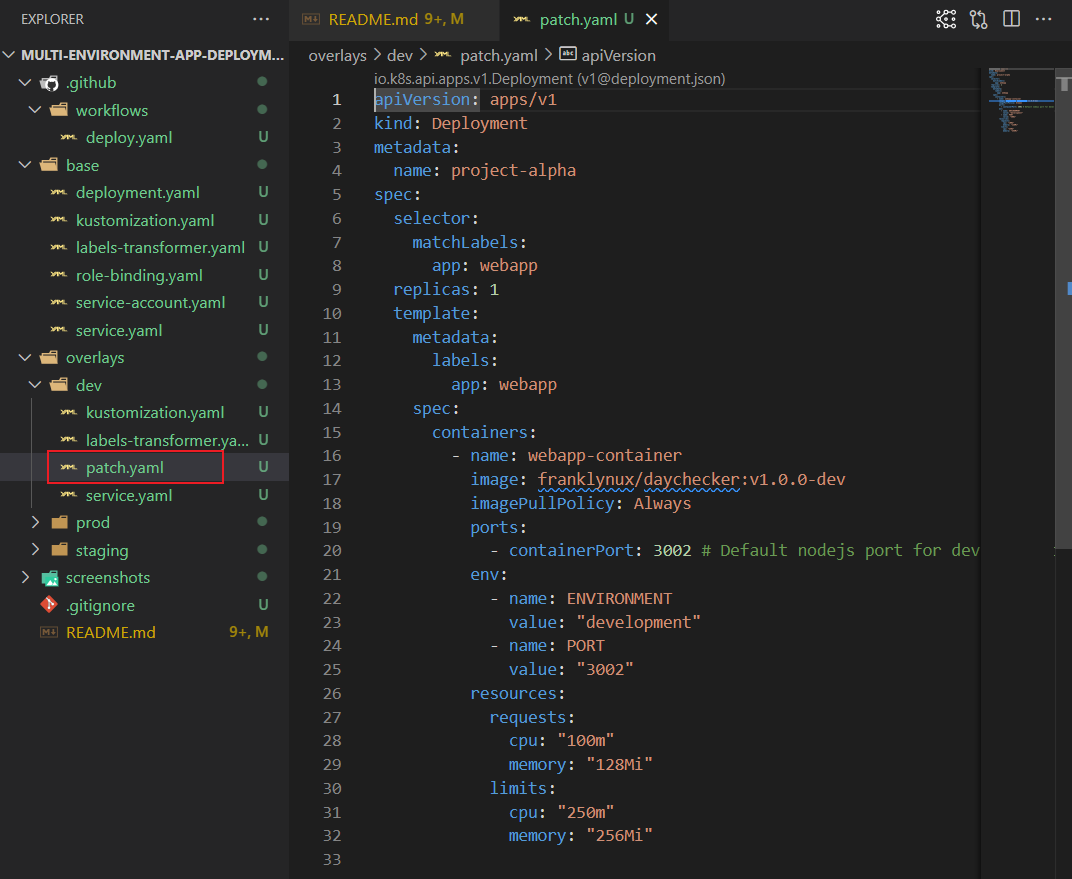 EXPLORER
MULTI-ENVIRONMENT-APP-DEPLOYM...
.github
workflows
deploy.yaml U
base
deployment.yaml U
kustomization.yaml U
labels-transformer.yaml U
role-binding.yaml U
service-account.yaml U
service.yaml U
overlays
dev
kustomization.yaml U
labels-transformer.ya... U
patch.yaml U
service.yaml U
prod
staging
screenshots
.gitignore U
README.md 9+, M
README.md 9+, M patch.yaml U
overlays > dev > patch.yaml > apiVersion
io.k8s.api.apps.v1.Deployment (v1@deployment.json)
1 apiVersion: apps/v1
2 kind: Deployment
3 metadata:
4 name: project-alpha
5 spec:
6 selector:
7 matchLabels:
8 app: webapp
9 replicas: 1
10 template:
11 metadata:
12 labels:
13 app: webapp
14 spec:
15 containers:
16 - name: webapp-container
17 image: franklynux/daychecker:v1.0.0-dev
18 imagePullPolicy: Always
19 ports:
20 - containerPort: 3002 # Default nodejs port for dev
21 env:
22 - name: ENVIRONMENT
23 value: "development"
24 - name: PORT
25 value: "3002"
26 resources:
27 requests:
28 cpu: "100m"
29 memory: "128Mi"
30 limits:
31 cpu: "250m"
32 memory: "256Mi"
33